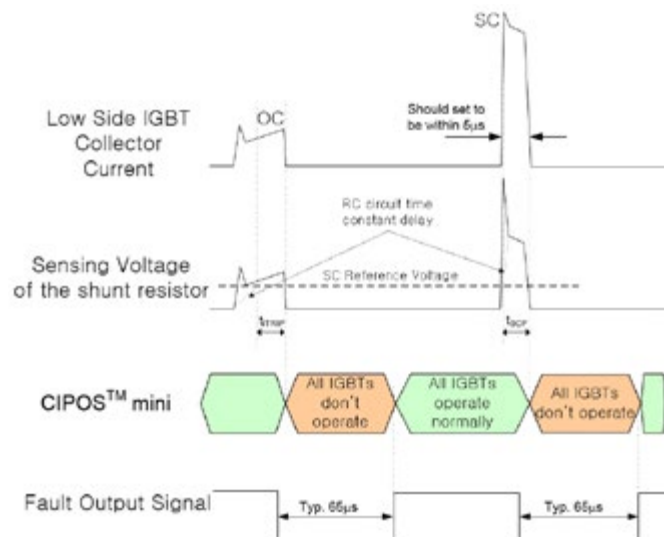 SC
OC
Low Side IGBT
Collector
Current
Should set to
be within 5µs
RC circuit time
constant delay
Sensing Voltage
of the shunt resistor
SC Reference Voltage
CIPOS™ mini
All IGBTs
don't
operate
All IGBTs
operate
normally
All IGBTs
don't operate
Fault Output Signal
Typ. 65µs
Typ. 65µs